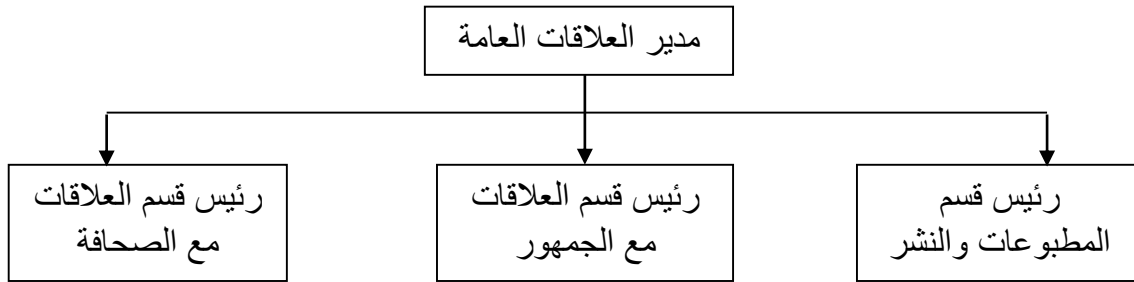 مدير العلاقات العامة
رئيس قسم
المطبوعات والنشر
رئيس قسم العلاقات
مع الجمهور
رئيس قسم العلاقات
مع الصحافة